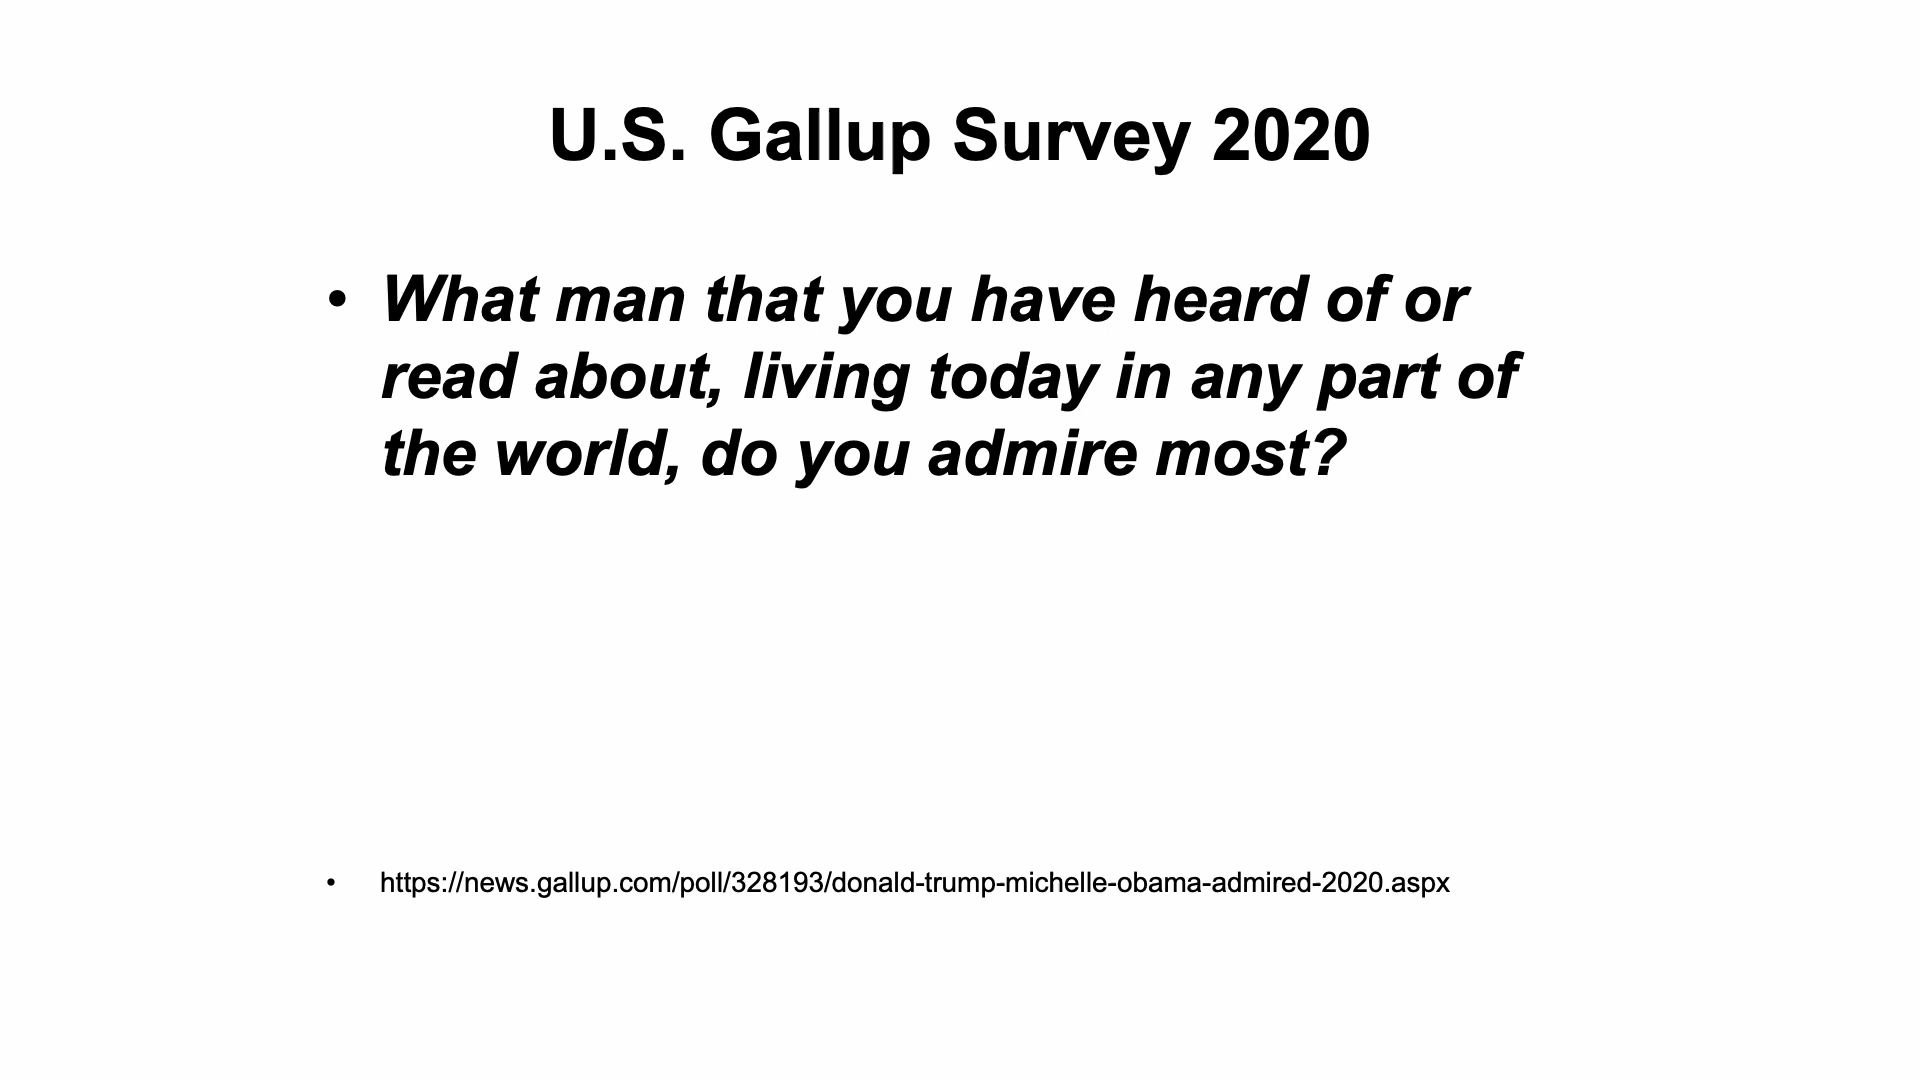 U.S. Gallup Survey 2020
• What man that you have heard of or
read about, living today in any part of
the world, do you admire most?
• https://news.gallup.com/poll/328193/donald-trump-michelle-obama-admired-2020.aspx